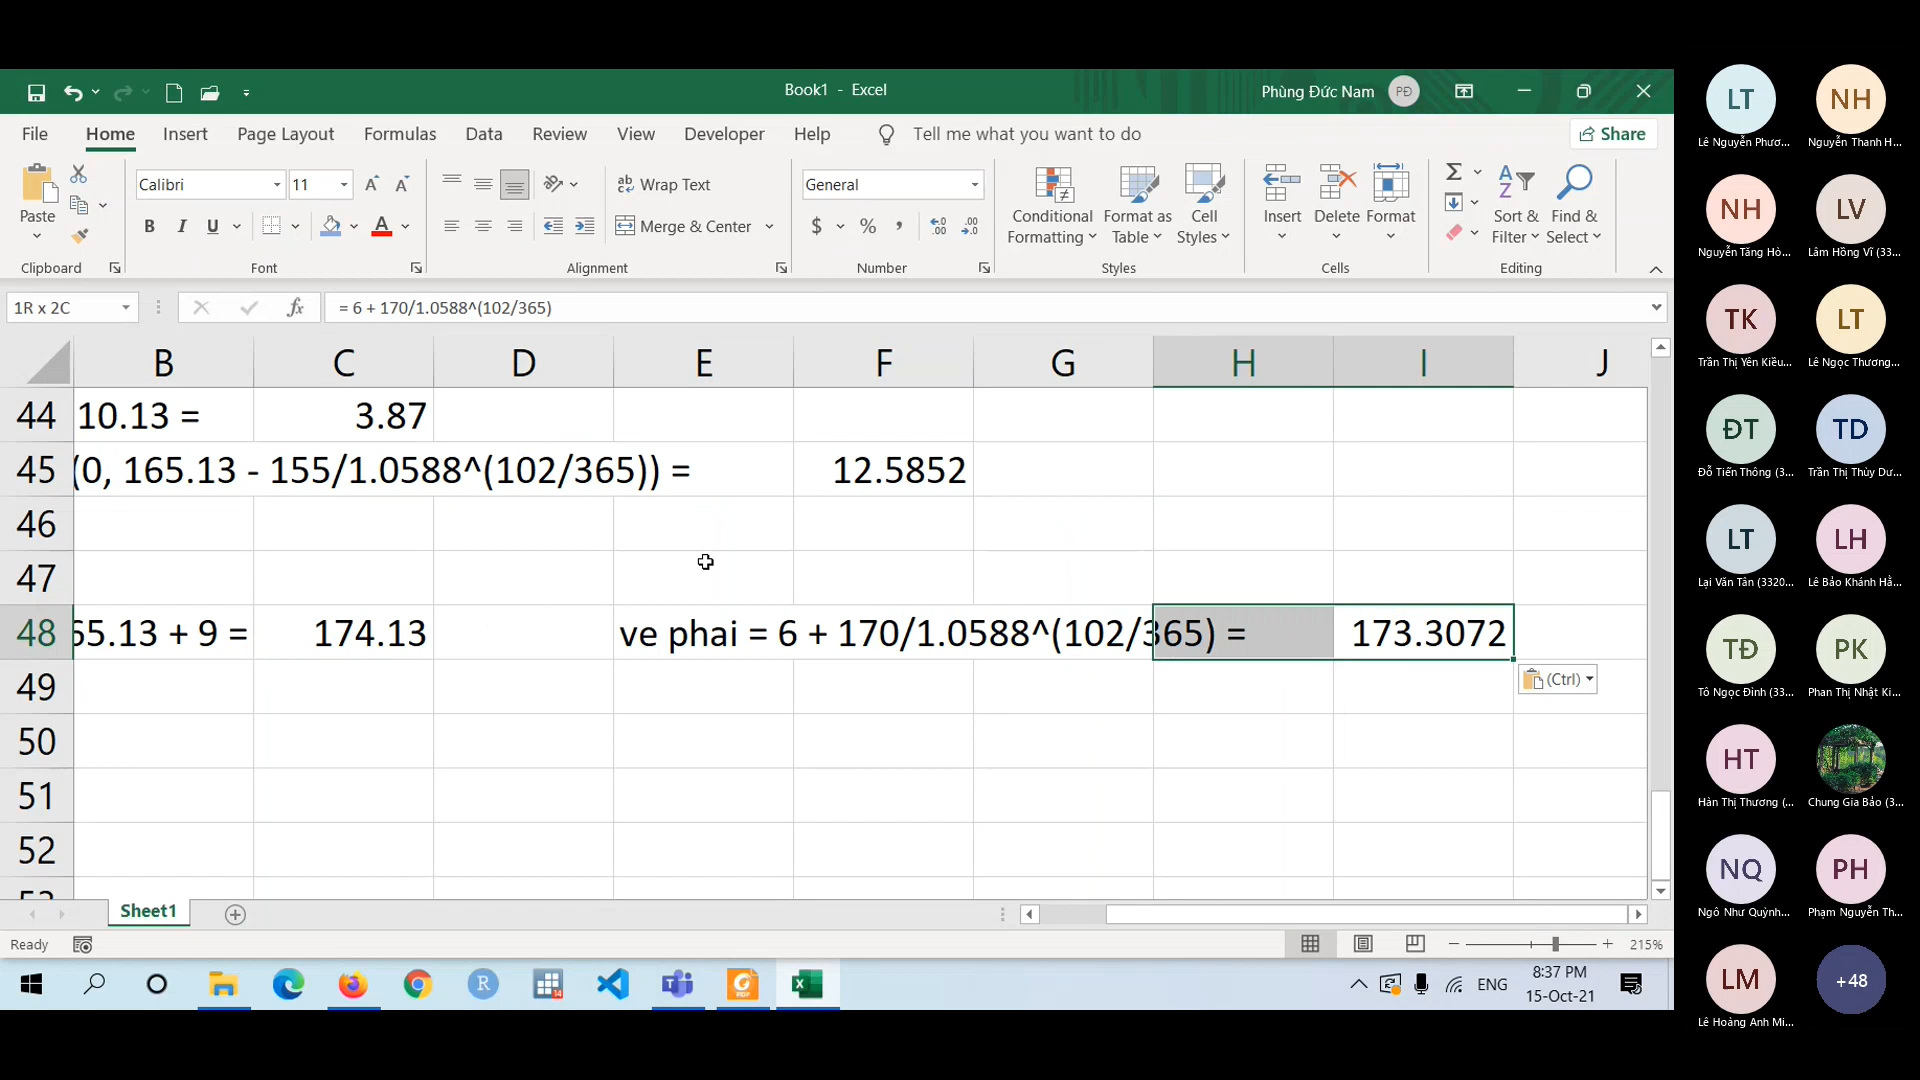 Book1 - Excel
Phùng Đức Nam
PĐ
File Home Insert Page Layout Formulas Data Review View Developer Help Tell me what you want to do
Share
Paste
Calibri
11
Wrap Text
General
Merge & Center
B I U
$ % ,
Conditional Formatting
Format as Table
Cell Styles
Insert
Delete
Format
Sort & Filter
Find & Select
Clipboard Font Alignment Number Styles Cells Editing
1R x 2C
fx
= 6 + 170/1.0588^(102/365)
B C D E F G H I J
44 10.13 = 3.87
45 (0, 165.13 - 155/1.0588^(102/365)) = 12.5852
46
47
48 65.13 + 9 = 174.13 ve phai = 6 + 170/1.0588^(102/365) = 173.3072
49
(Ctrl)
50
51
52
53
Sheet1
Ready
215%
ENG
8:37 PM
15-Oct-21
LT
Lê Nguyễn Phươ...
NH
Nguyễn Thanh H...
NH
Nguyễn Tăng Hò...
LV
Lâm Hồng Vĩ (33...
TK
Trần Thị Yên Kiều...
LT
Lê Ngọc Thương...
ĐT
Đỗ Tiến Thông (3...
TD
Trần Thị Thùy Dư...
LT
Lại Văn Tân (3320...
LH
Lê Bảo Khánh Hằ...
TĐ
Tô Ngọc Đình (33...
PK
Phan Thị Nhật Ki...
HT
Hàn Thị Thương (...
Chung Gia Bảo (3...
NQ
Ngô Như Quỳnh...
PH
Phạm Nguyễn Th...
LM
Lê Hoàng Anh Mi...
+48